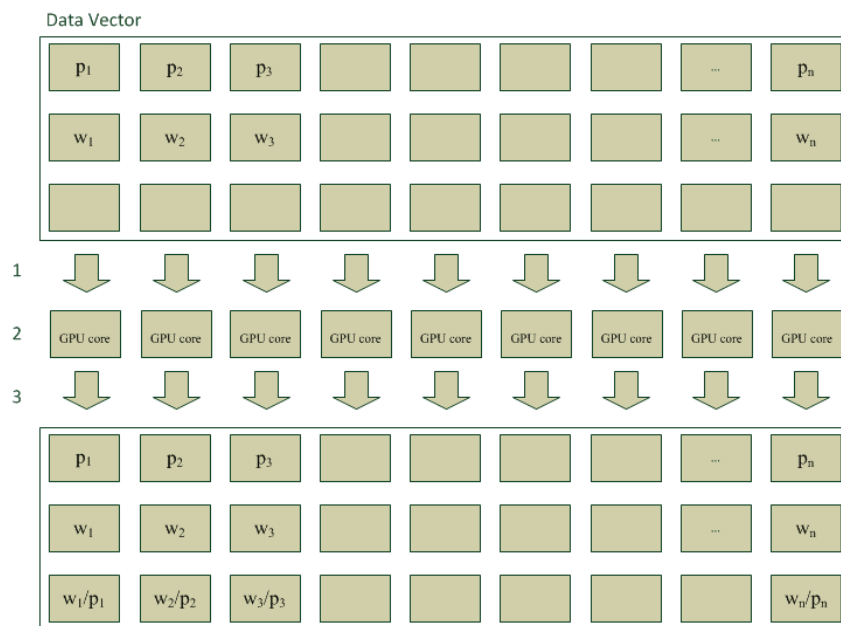 Data Vector
p₁ p₂ p₃ ... pₙ
w₁ w₂ w₃ ... wₙ
1
2 GPU core GPU core GPU core GPU core GPU core GPU core GPU core GPU core GPU core
3
p₁ p₂ p₃ ... pₙ
w₁ w₂ w₃ ... wₙ
w₁/p₁ w₂/p₂ w₃/p₃ wₙ/pₙ